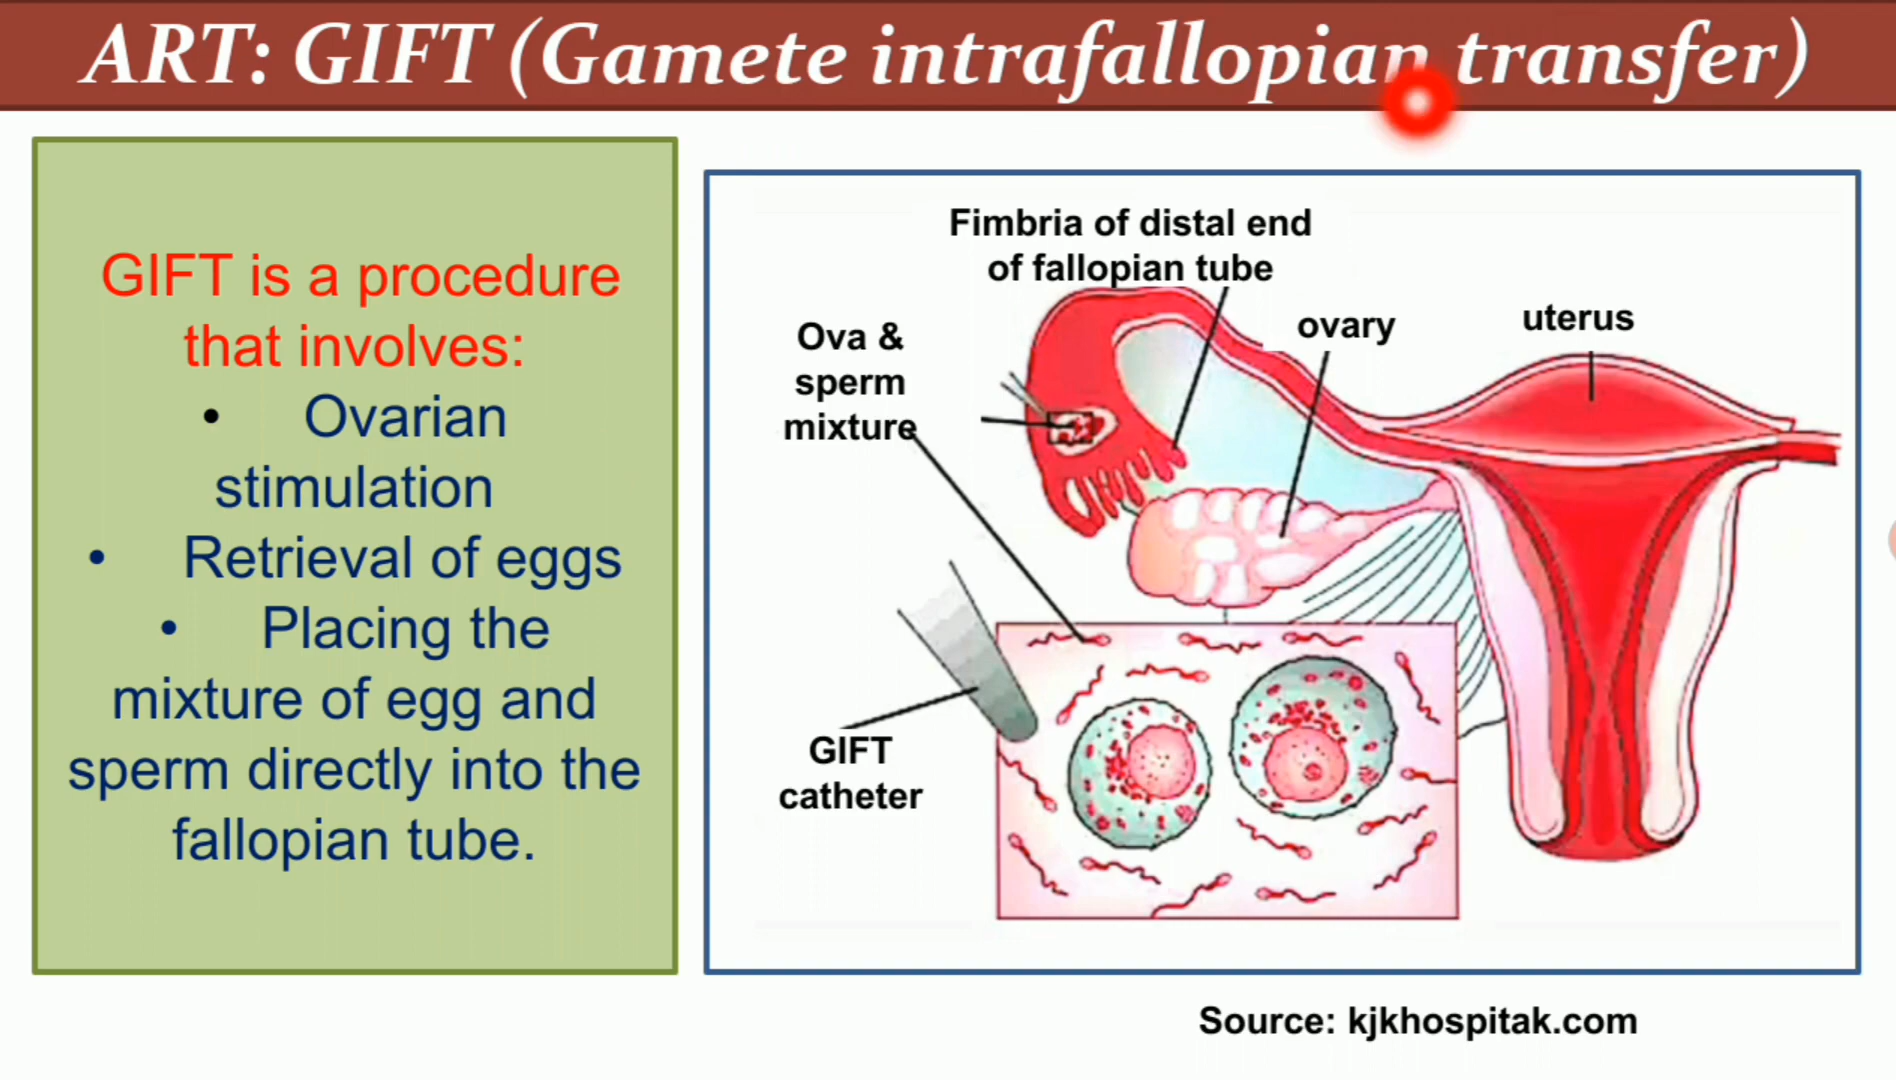 ART: GIFT (Gamete intrafallopian transfer)
GIFT is a procedure
that involves:
• Ovarian
stimulation
• Retrieval of eggs
• Placing the
mixture of egg and
sperm directly into the
fallopian tube.
Fimbria of distal end
of fallopian tube
Ova &
sperm
mixture
ovary
uterus
GIFT
catheter
Source: kjkhospitak.com